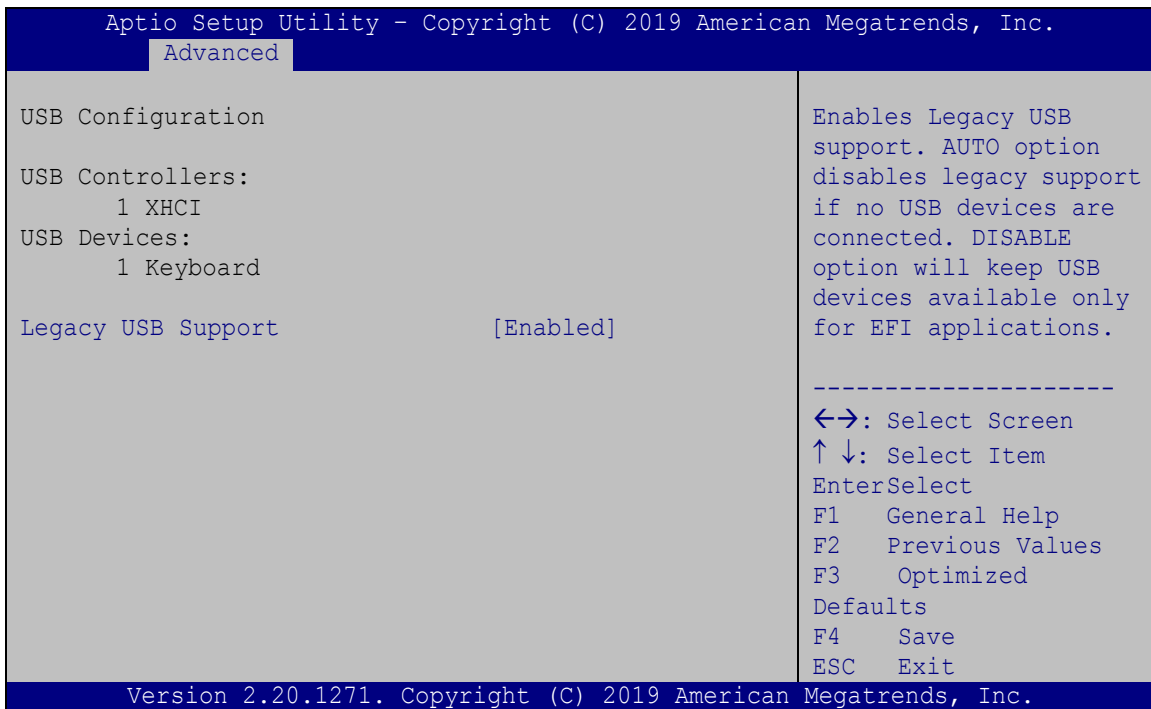 Aptio Setup Utility – Copyright (C) 2019 American Megatrends, Inc.
Advanced
USB Configuration
USB Controllers:
1 XHCI
USB Devices:
1 Keyboard
Legacy USB Support [Enabled]
Enables Legacy USB
support. AUTO option
disables legacy support
if no USB devices are
connected. DISABLE
option will keep USB
devices available only
for EFI applications.
---------------------
←→: Select Screen
↑ ↓: Select Item
EnterSelect
F1 General Help
F2 Previous Values
F3 Optimized
Defaults
F4 Save
ESC Exit
Version 2.20.1271. Copyright (C) 2019 American Megatrends, Inc.